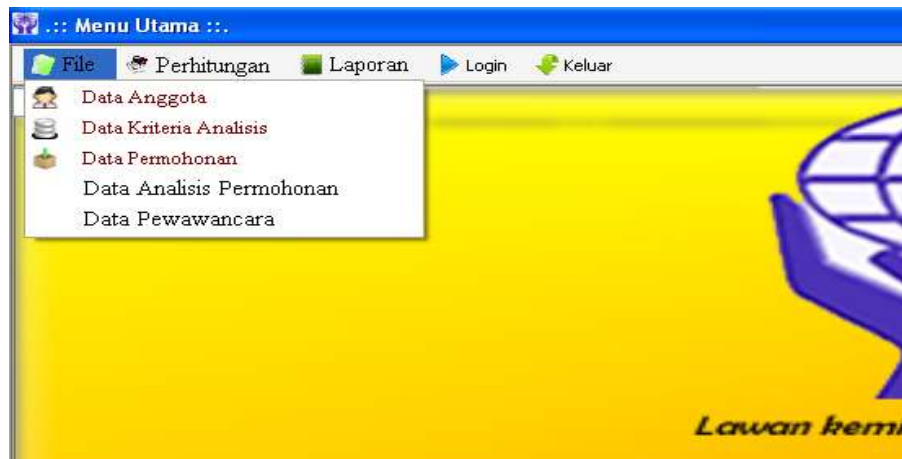 .:: Menu Utama ::.
File Perhitungan Laporan Login Keluar
Data Anggota
Data Kriteria Analisis
Data Permohonan
Data Analisis Permohonan
Data Pewawancara
Lawan